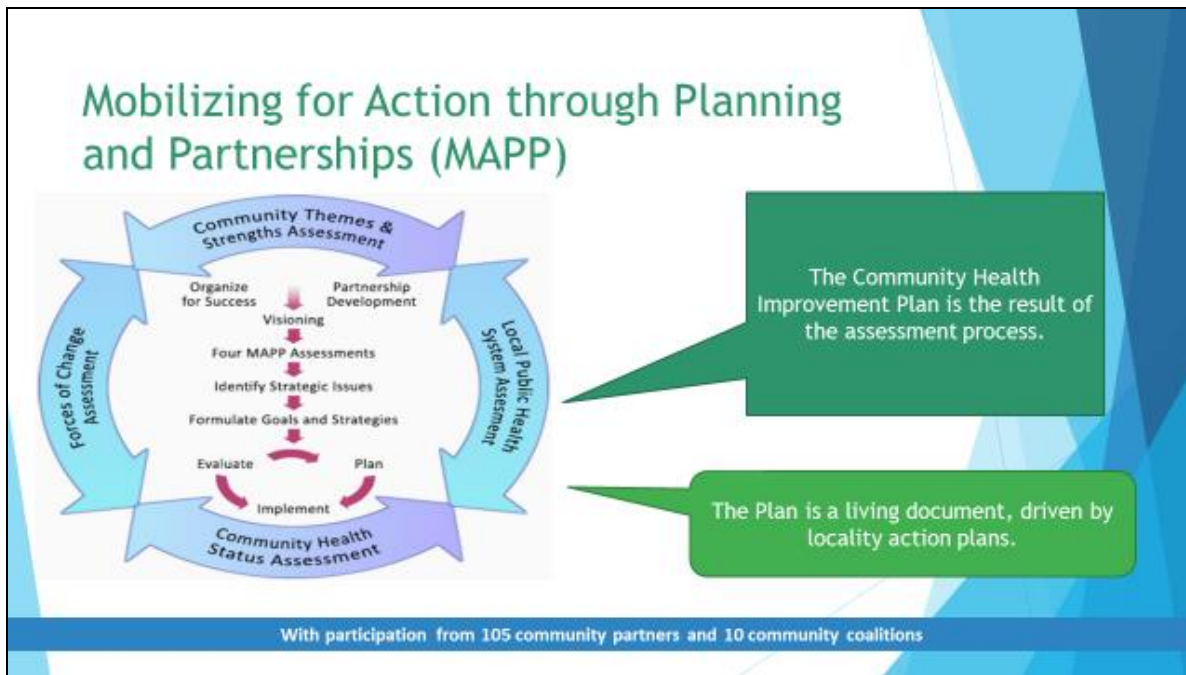 Mobilizing for Action through Planning
and Partnerships (MAPP)
Community Themes &
Strengths Assessment
Organize
for Success
Partnership
Development
Visioning
Four MAPP Assessments
Identify Strategic Issues
Formulate Goals and Strategies
Evaluate
Plan
Implement
Forces of Change
Assessment
Local Public Health
System Assesment
Community Health
Status Assessment
The Community Health
Improvement Plan is the result of
the assessment process.
The Plan is a living document, driven by
locality action plans.
With participation from 105 community partners and 10 community coalitions